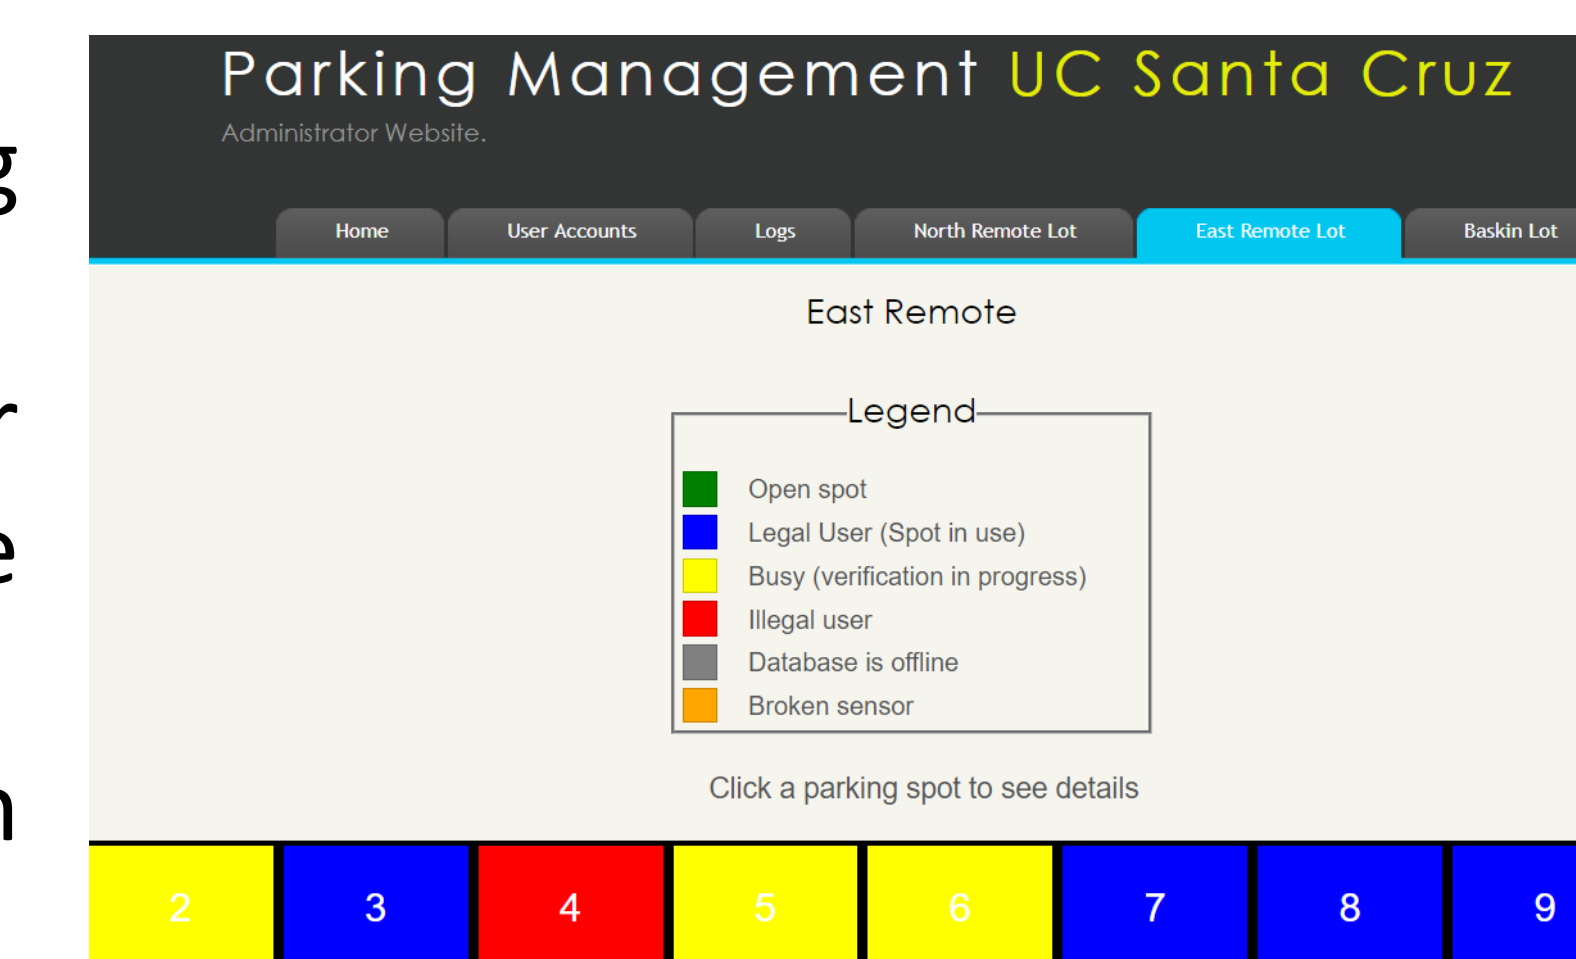 Parking Management UC Santa Cruz
Administrator Website.
Home User Accounts Logs North Remote Lot East Remote Lot Baskin Lot
East Remote
Legend
Open spot
Legal User (Spot in use)
Busy (verification in progress)
Illegal user
Database is offline
Broken sensor
Click a parking spot to see details
2 3 4 5 6 7 8 9